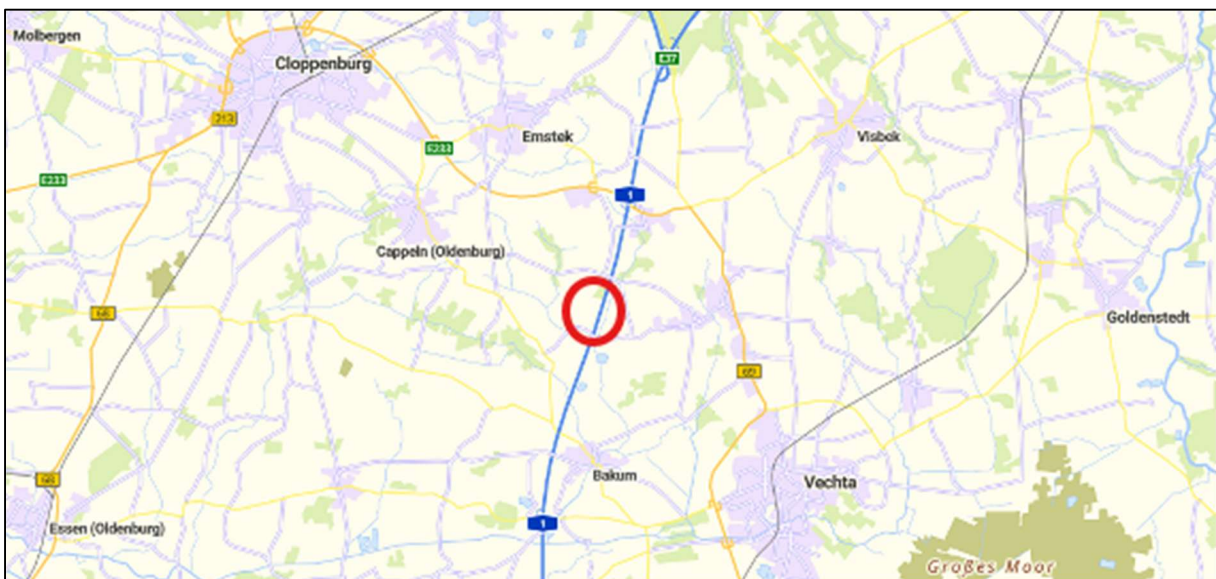 Molbergen
Cloppenburg
E37
213
Emstek
Visbek
E233
E233
1
Cappeln (Oldenburg)
68
Goldenstedt
69
Bakum
68
Vechta
Essen (Oldenburg)
1
Großes Moor